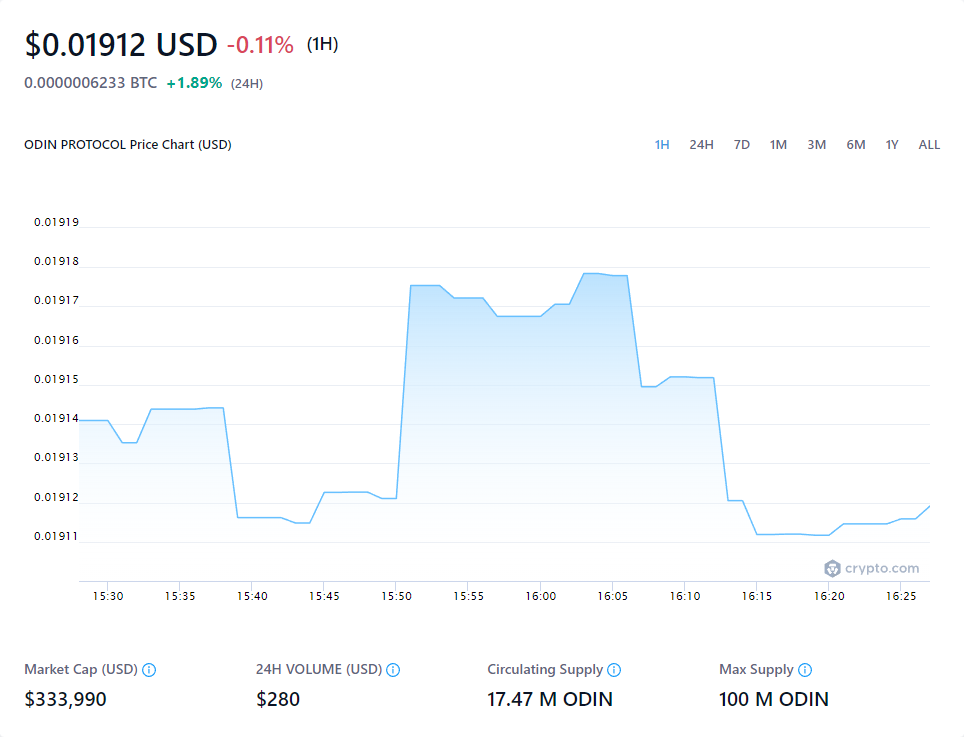 $0.01912 USD -0.11% (1H)
0.0000006233 BTC +1.89% (24H)
ODIN PROTOCOL Price Chart (USD)
1H 24H 7D 1M 3M 6M 1Y ALL
0.01919
0.01918
0.01917
0.01916
0.01915
0.01914
0.01913
0.01912
0.01911
crypto.com
15:30 15:35 15:40 15:45 15:50 15:55 16:00 16:05 16:10 16:15 16:20 16:25
Market Cap (USD) 24H VOLUME (USD) Circulating Supply Max Supply
$333,990 $280 17.47 M ODIN 100 M ODIN